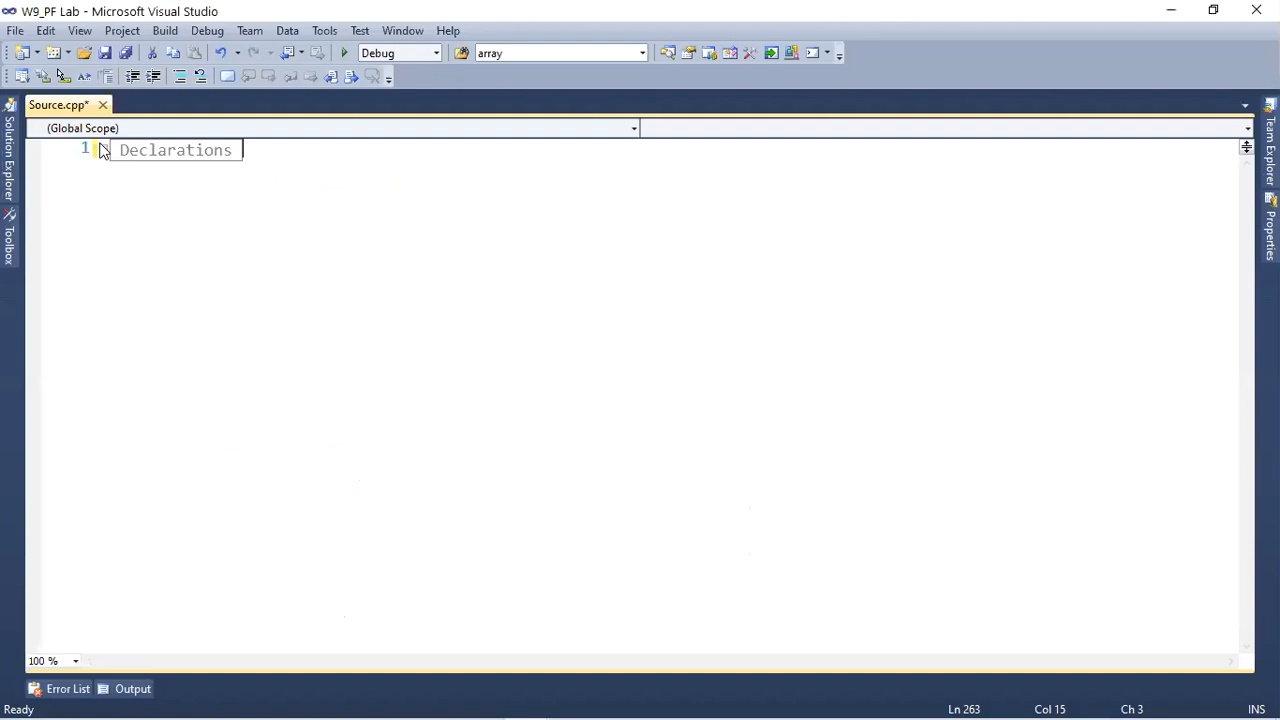 W9_PF Lab - Microsoft Visual Studio
File Edit View Project Build Debug Team Data Tools Test Window Help
Debug array
Source.cpp*
(Global Scope)
1 Declarations
Solution Explorer
Toolbox
Team Explorer
Properties
100 %
Error List Output
Ready Ln 263 Col 15 Ch 3 INS